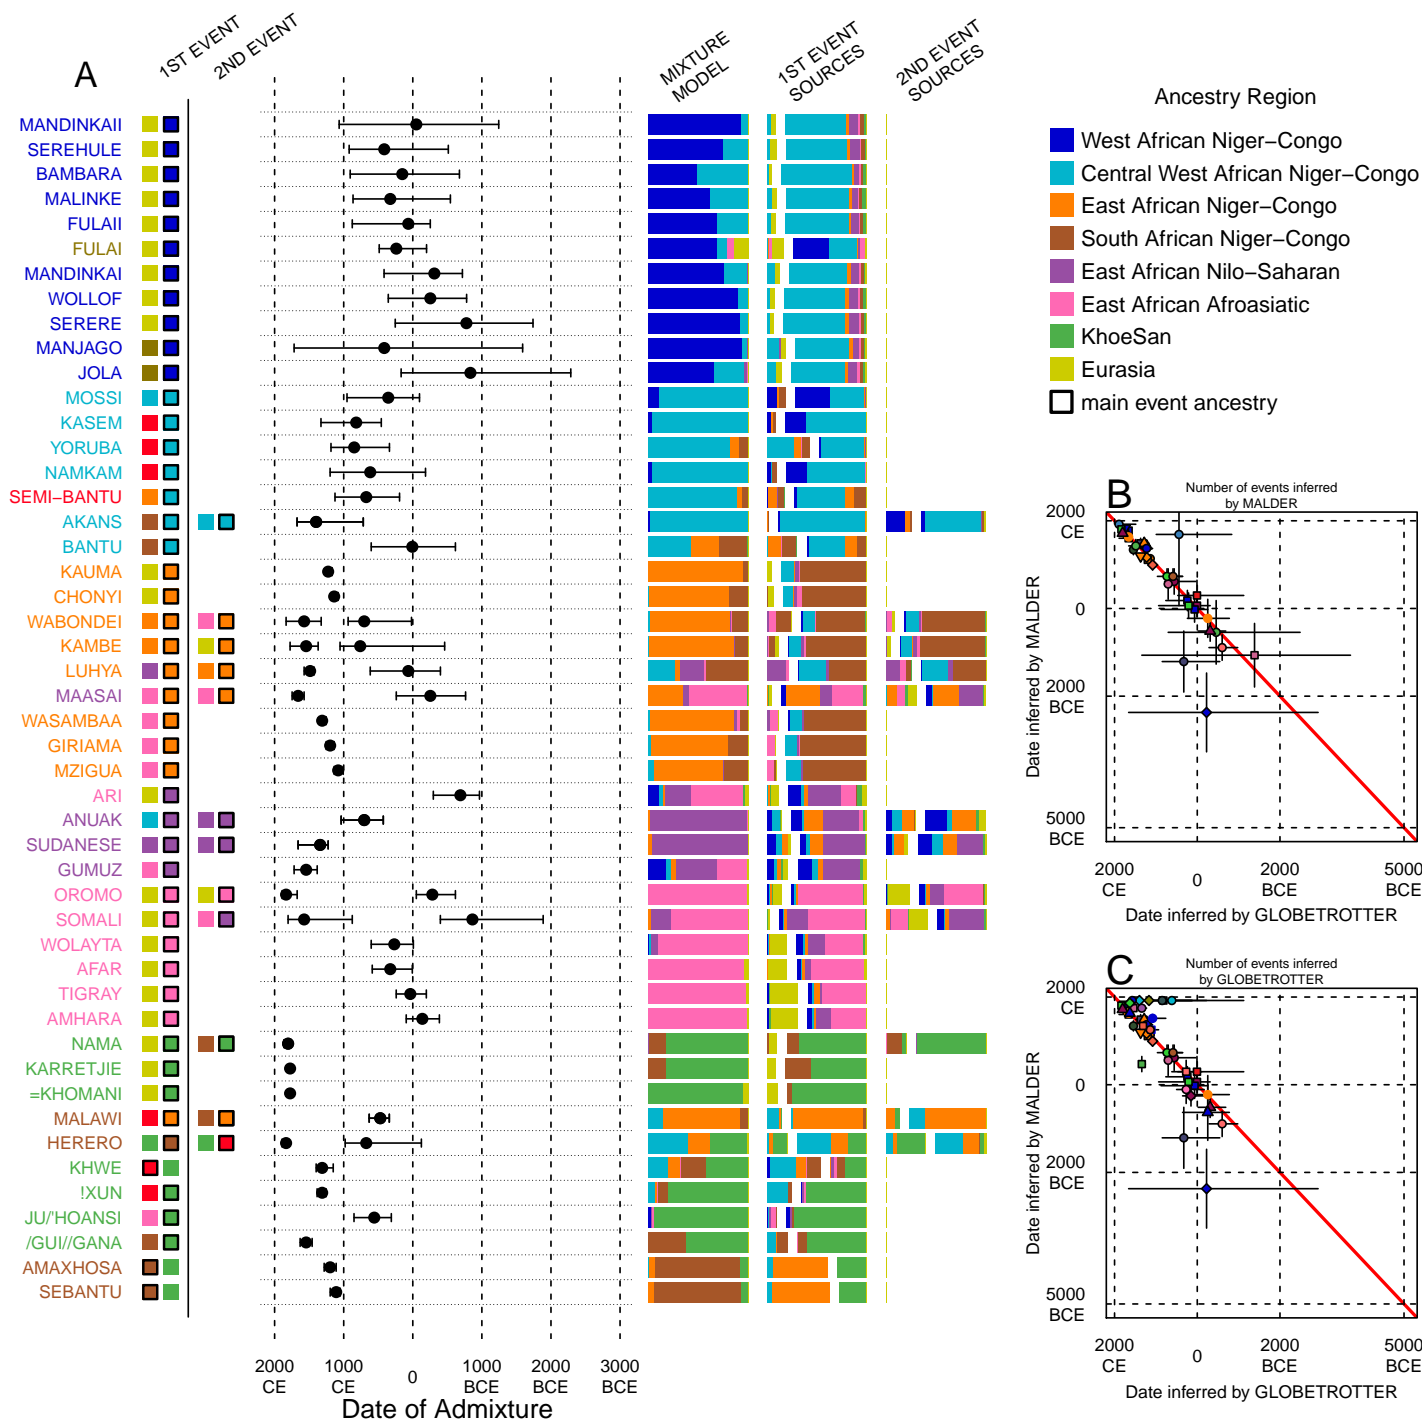 A
1ST EVENT
2ND EVENT
MIXTURE
MODEL
1ST EVENT
SOURCES
2ND EVENT
SOURCES
MANDINKAII
SEREHULE
BAMBARA
MALINKE
FULAII
FULAI
MANDINKAI
WOLLOF
SERERE
MANJAGO
JOLA
MOSSI
KASEM
YORUBA
NAMKAM
SEMI−BANTU
AKANS
BANTU
KAUMA
CHONYI
WABONDEI
KAMBE
LUHYA
MAASAI
WASAMBAA
GIRIAMA
MZIGUA
ARI
ANUAK
SUDANESE
GUMUZ
OROMO
SOMALI
WOLAYTA
AFAR
TIGRAY
AMHARA
NAMA
KARRETJIE
=KHOMANI
MALAWI
HERERO
KHWE
!XUN
JU/'HOANSI
/GUI//GANA
AMAXHOSA
SEBANTU
2000
CE
1000
CE
0
1000
BCE
2000
BCE
3000
BCE
Date of Admixture
Ancestry Region
West African Niger−Congo
Central West African Niger−Congo
East African Niger−Congo
South African Niger−Congo
East African Nilo−Saharan
East African Afroasiatic
KhoeSan
Eurasia
main event ancestry
B
Number of events inferred
by MALDER
Date inferred by MALDER
2000
CE
0
2000
BCE
5000
BCE
2000
CE
0
2000
BCE
5000
BCE
Date inferred by GLOBETROTTER
C
Number of events inferred
by GLOBETROTTER
Date inferred by MALDER
2000
CE
0
2000
BCE
5000
BCE
2000
CE
0
2000
BCE
5000
BCE
Date inferred by GLOBETROTTER